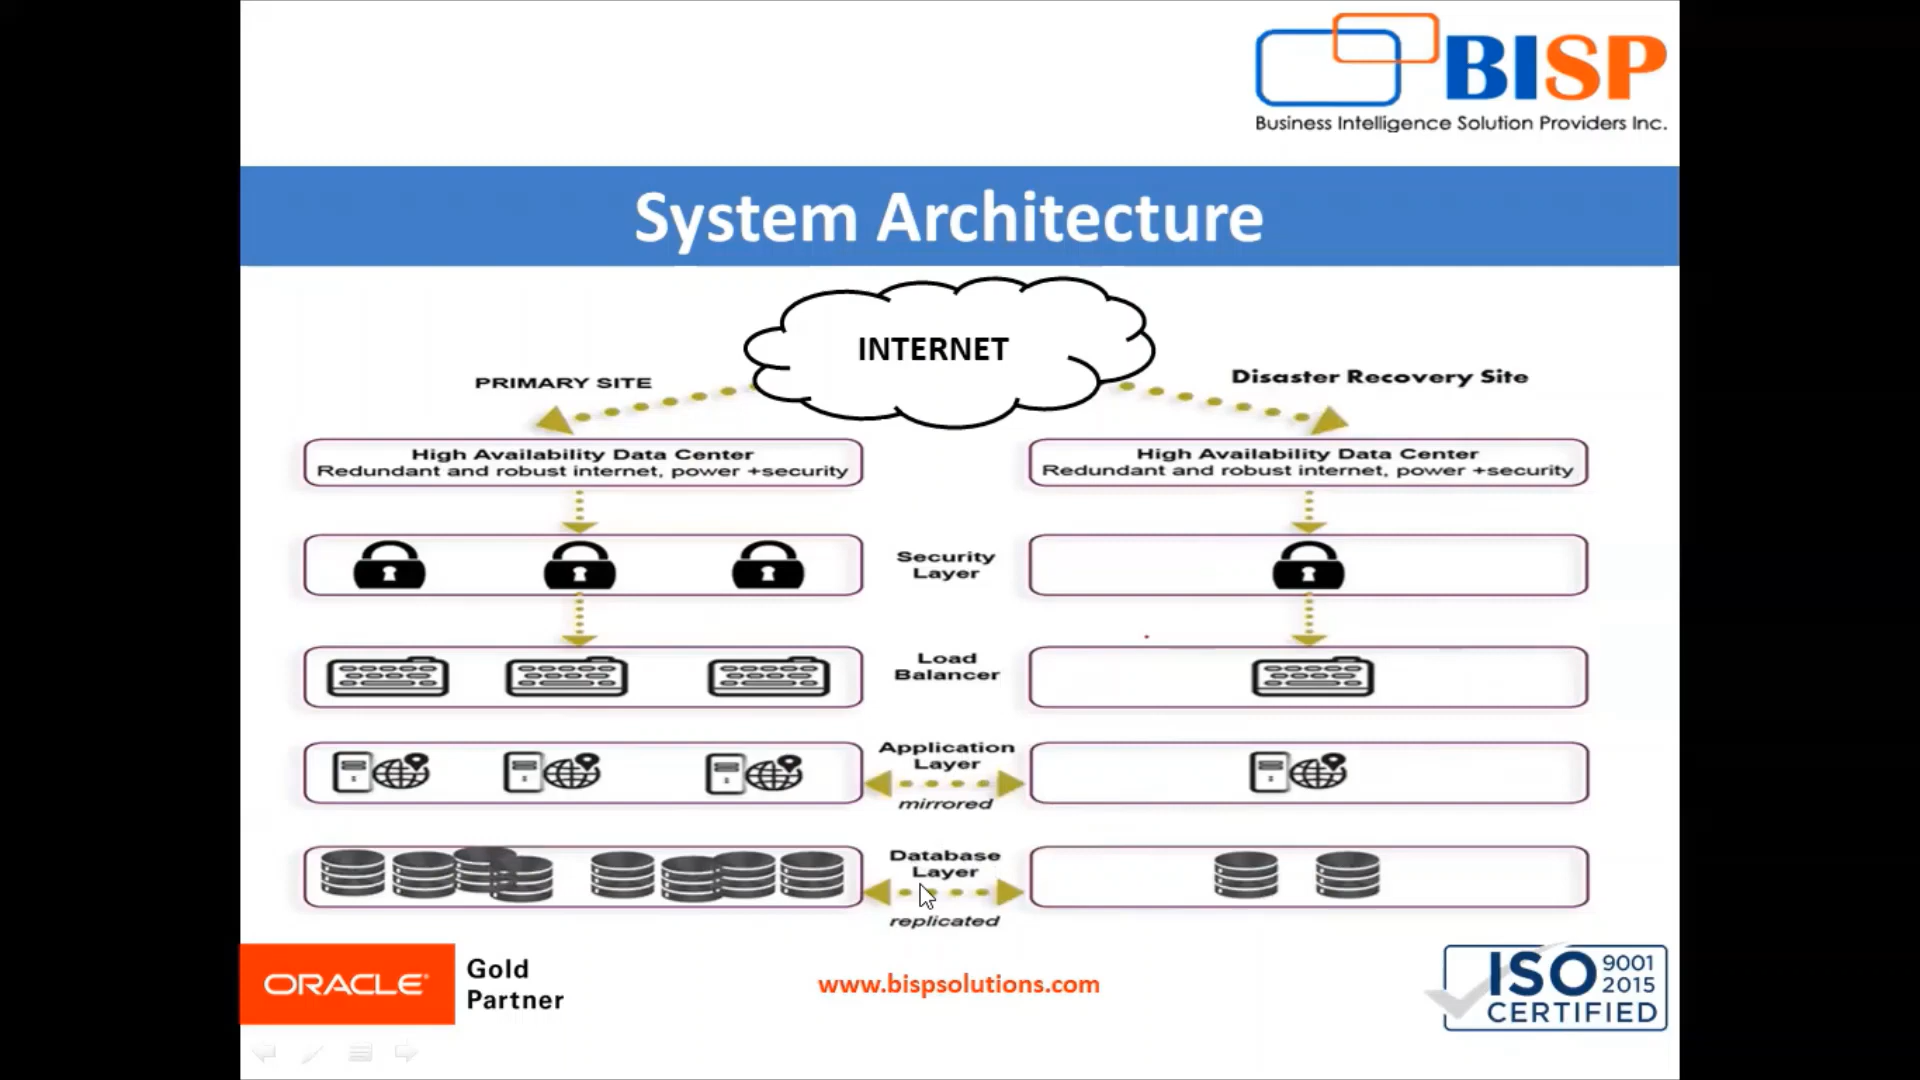 BISP
Business Intelligence Solution Providers Inc.
System Architecture
INTERNET
PRIMARY SITE
Disaster Recovery Site
High Availability Data Center
Redundant and robust internet, power +security
High Availability Data Center
Redundant and robust internet, power +security
Security
Layer
Load
Balancer
Application
Layer
mirrored
Database
Layer
replicated
ORACLE®
Gold
Partner
www.bispsolutions.com
ISO 9001
2015
CERTIFIED